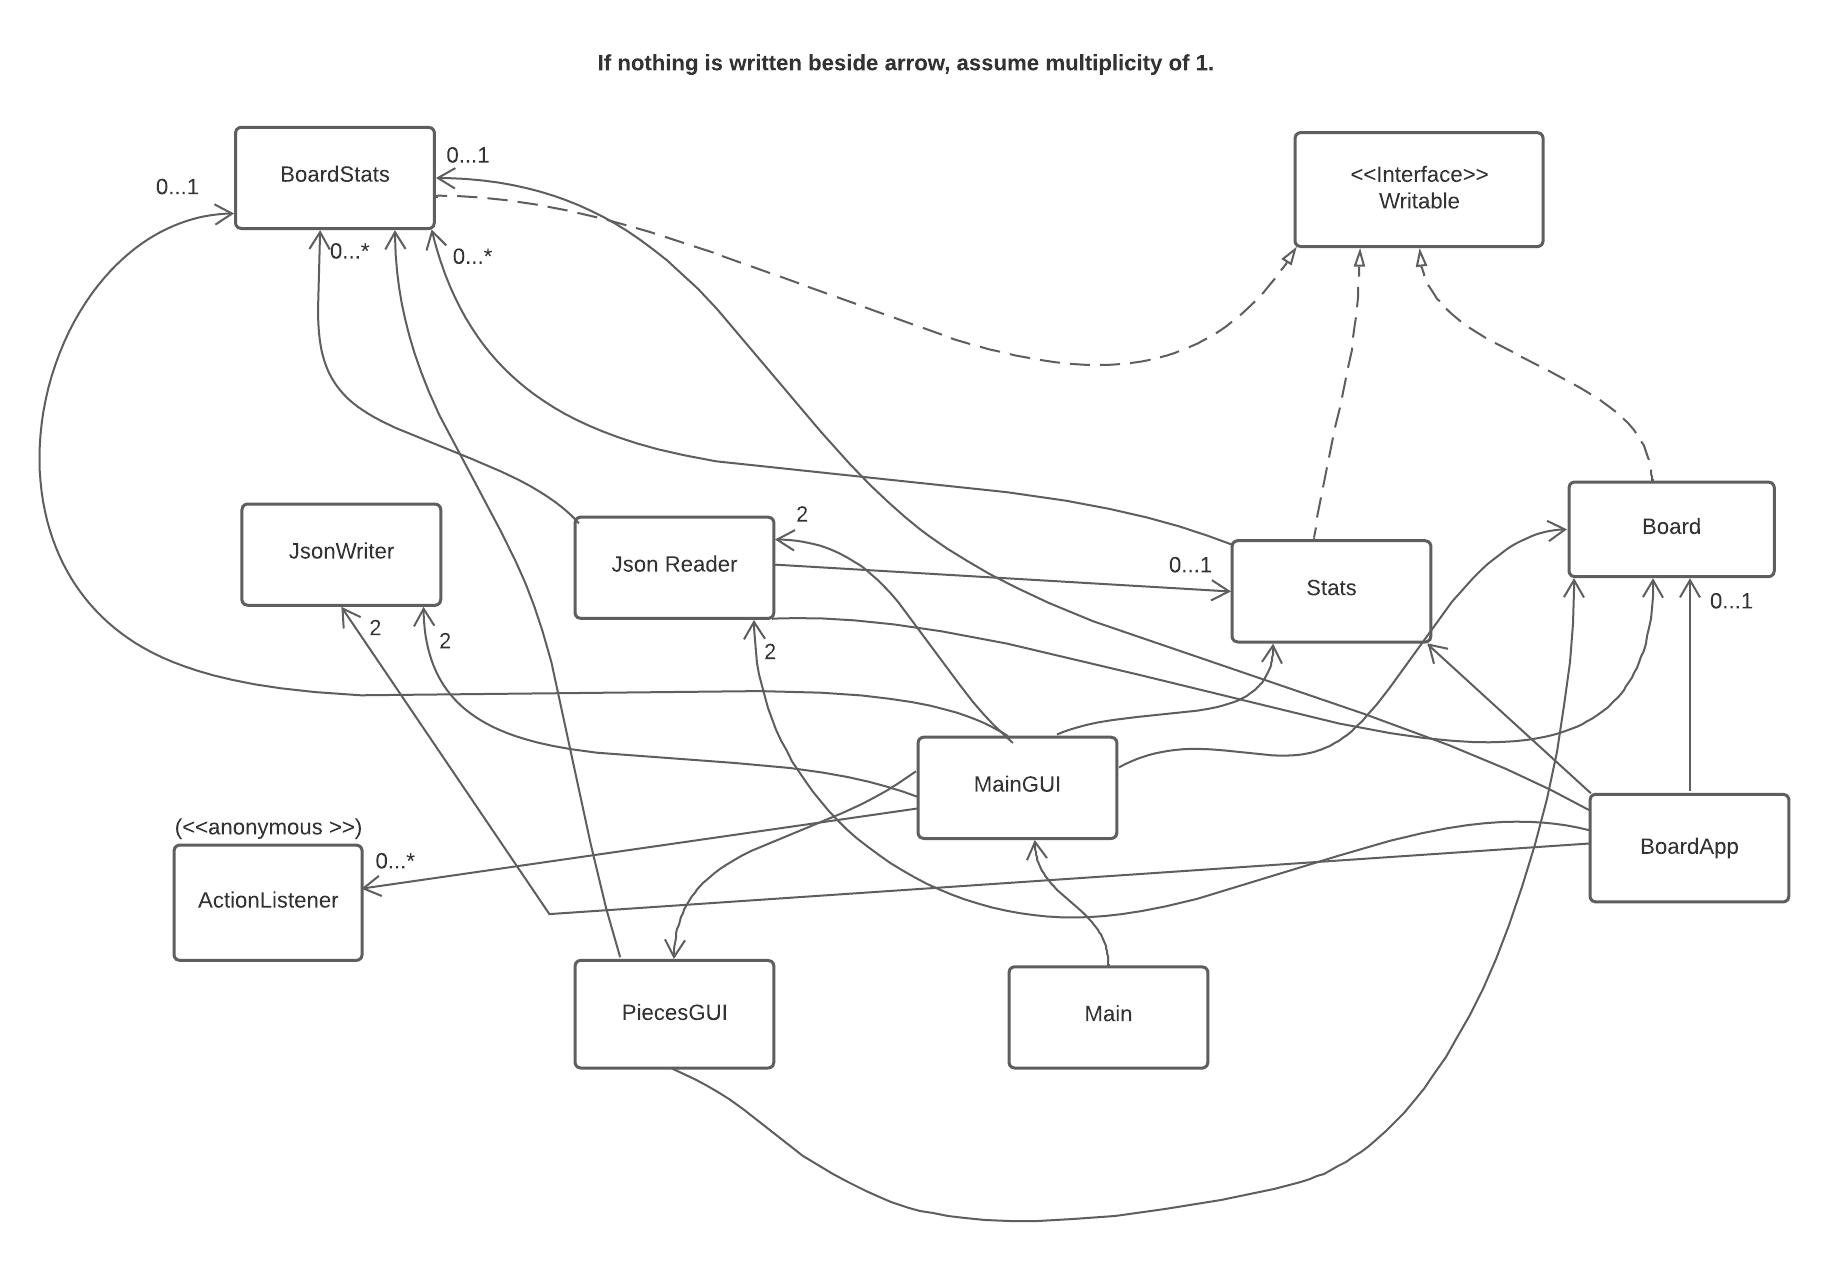 If nothing is written beside arrow, assume multiplicity of 1.
0...1
BoardStats
0...1
<<Interface>>
Writable
0...*
0...*
JsonWriter
2
Json Reader
0...1
Stats
Board
0...1
2
2
2
MainGUI
(<<anonymous >>)
0...*
ActionListener
BoardApp
PiecesGUI
Main